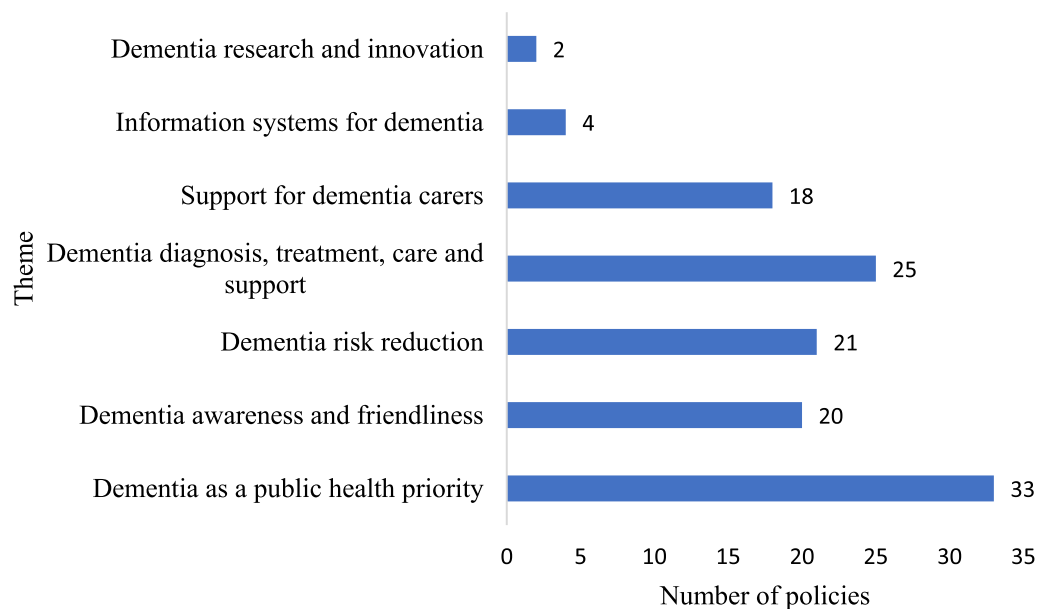 Theme
Dementia research and innovation
2
Information systems for dementia
4
Support for dementia carers
18
Dementia diagnosis, treatment, care and
support
25
Dementia risk reduction
21
Dementia awareness and friendliness
20
Dementia as a public health priority
33
0 5 10 15 20 25 30 35
Number of policies